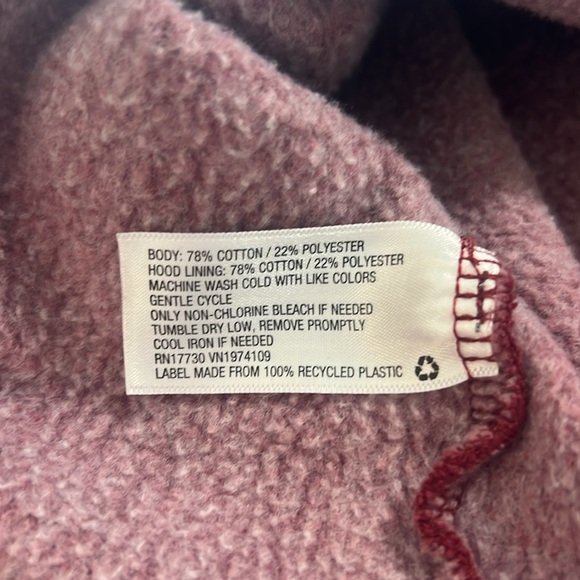 BODY: 78% COTTON / 22% POLYESTER
HOOD LINING: 78% COTTON / 22% POLYESTER
MACHINE WASH COLD WITH LIKE COLORS
GENTLE CYCLE
ONLY NON-CHLORINE BLEACH IF NEEDED
TUMBLE DRY LOW, REMOVE PROMPTLY
COOL IRON IF NEEDED
RN17730 VN1974109
LABEL MADE FROM 100% RECYCLED PLASTIC